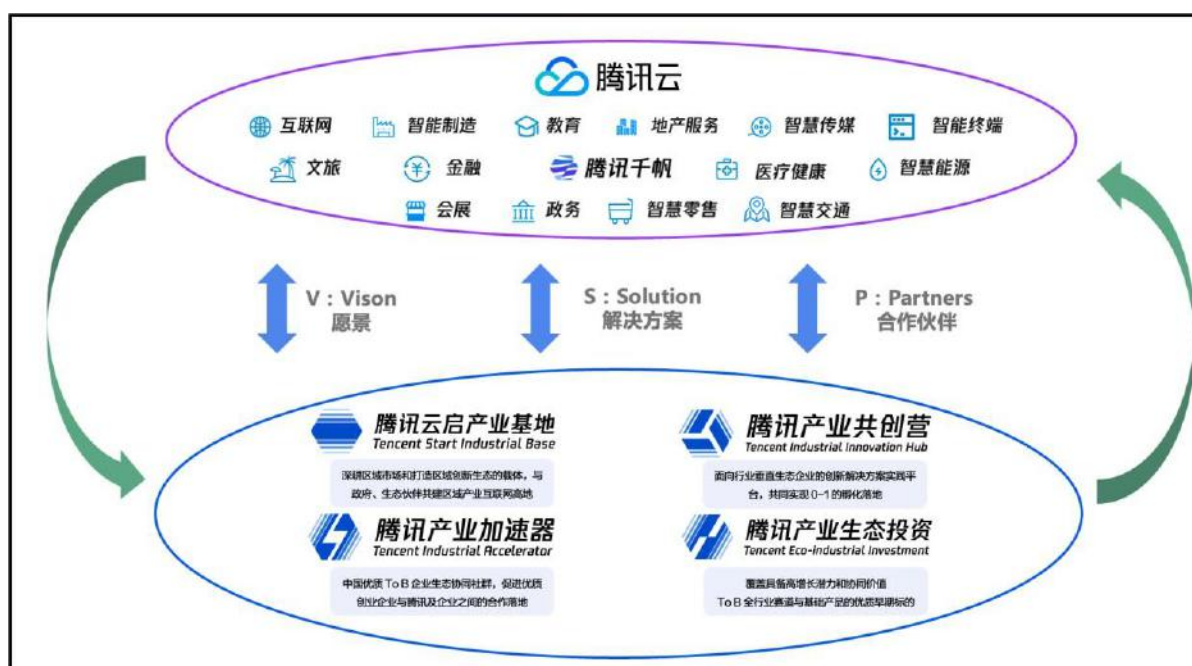 腾讯云
互联网 智能制造 教育 地产服务 智慧传媒 智能终端
文旅 金融 腾讯千帆 医疗健康 智慧能源
会展 政务 智慧零售 智慧交通
V：Vison
愿景
S：Solution
解决方案
P：Partners
合作伙伴
腾讯云启产业基地
Tencent Start Industrial Base
深耕区域市场和打造区域创新生态的载体，与
政府、生态伙伴共建区域产业互联网高地
腾讯产业共创营
Tencent Industrial Innovation Hub
面向行业垂直生态企业的创新解决方案实践平
台，共同实现 0-1 的孵化落地
腾讯产业加速器
Tencent Industrial Accelerator
中国优质 To B 企业生态协同社群，促进优质
创业企业与腾讯及企业之间的合作落地
腾讯产业生态投资
Tencent Eco-industrial Investment
覆盖具备高增长潜力和协同价值
To B 全行业赛道与基础产品的优质早期标的